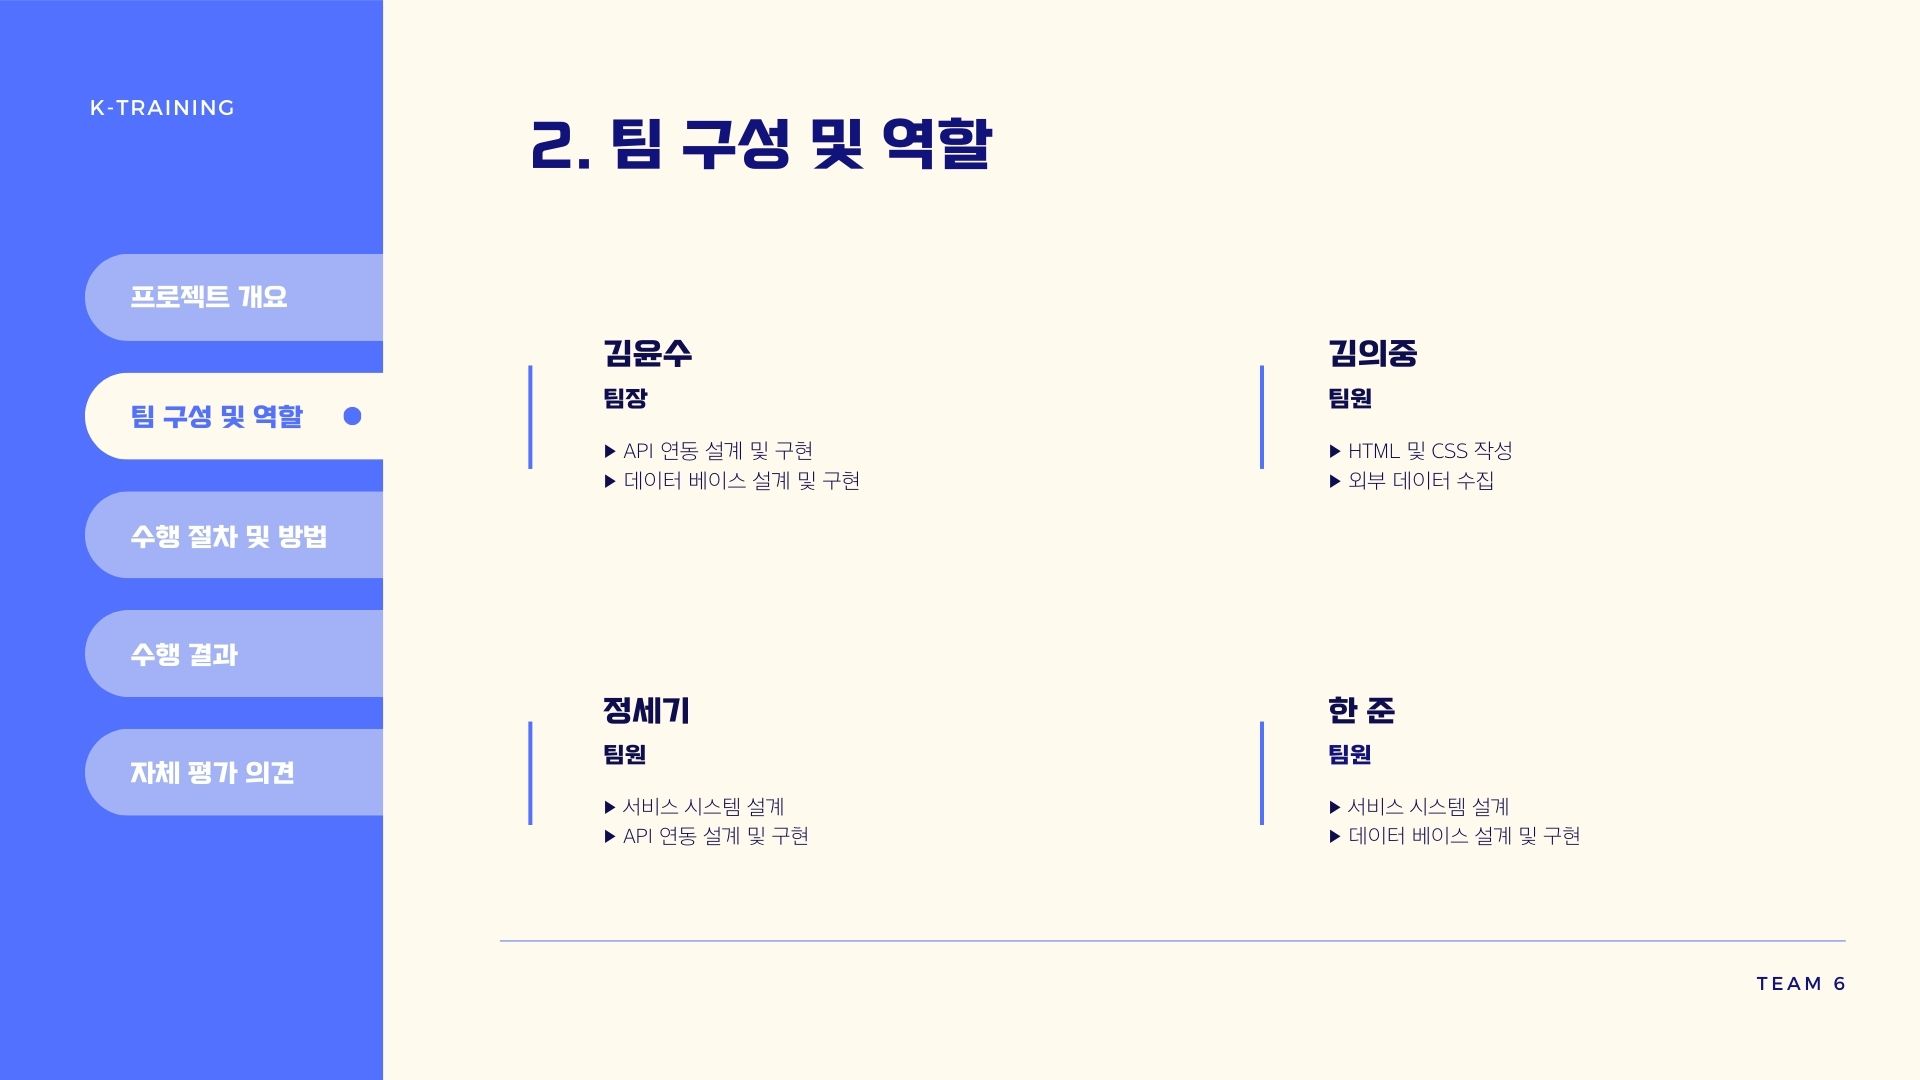 K-TRAINING
프로젝트 개요
팀 구성 및 역할
수행 절차 및 방법
수행 결과
자체 평가 의견
2. 팀 구성 및 역할
김윤수
팀장
▶ API 연동 설계 및 구현
▶ 데이터 베이스 설계 및 구현
김의중
팀원
▶ HTML 및 CSS 작성
▶ 외부 데이터 수집
정세기
팀원
▶ 서비스 시스템 설계
▶ API 연동 설계 및 구현
한 준
팀원
▶ 서비스 시스템 설계
▶ 데이터 베이스 설계 및 구현
TEAM 6